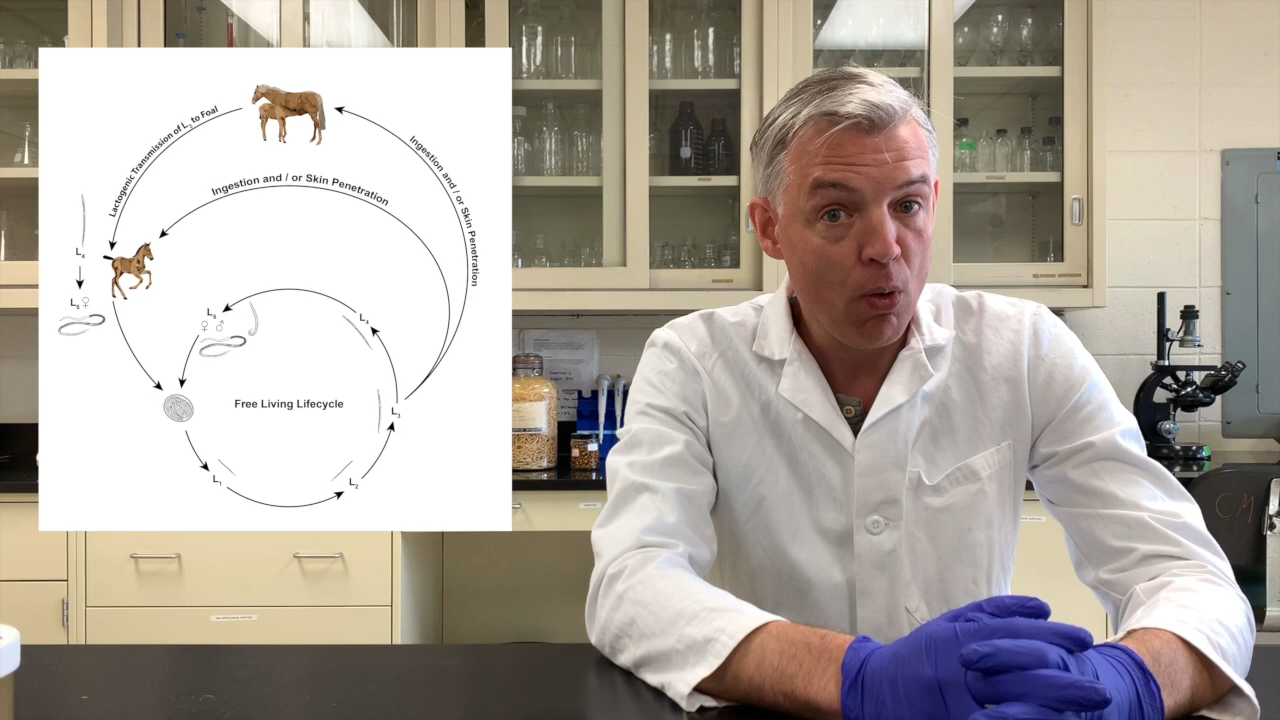 Lactogenic Transmission of L₃ to Foal
Ingestion and / or Skin Penetration
Ingestion and / or Skin Penetration
L₄
L₅ ♀
L₅
♀ ♂
L₄
Free Living Lifecycle
L₃
L₁
L₂
C M